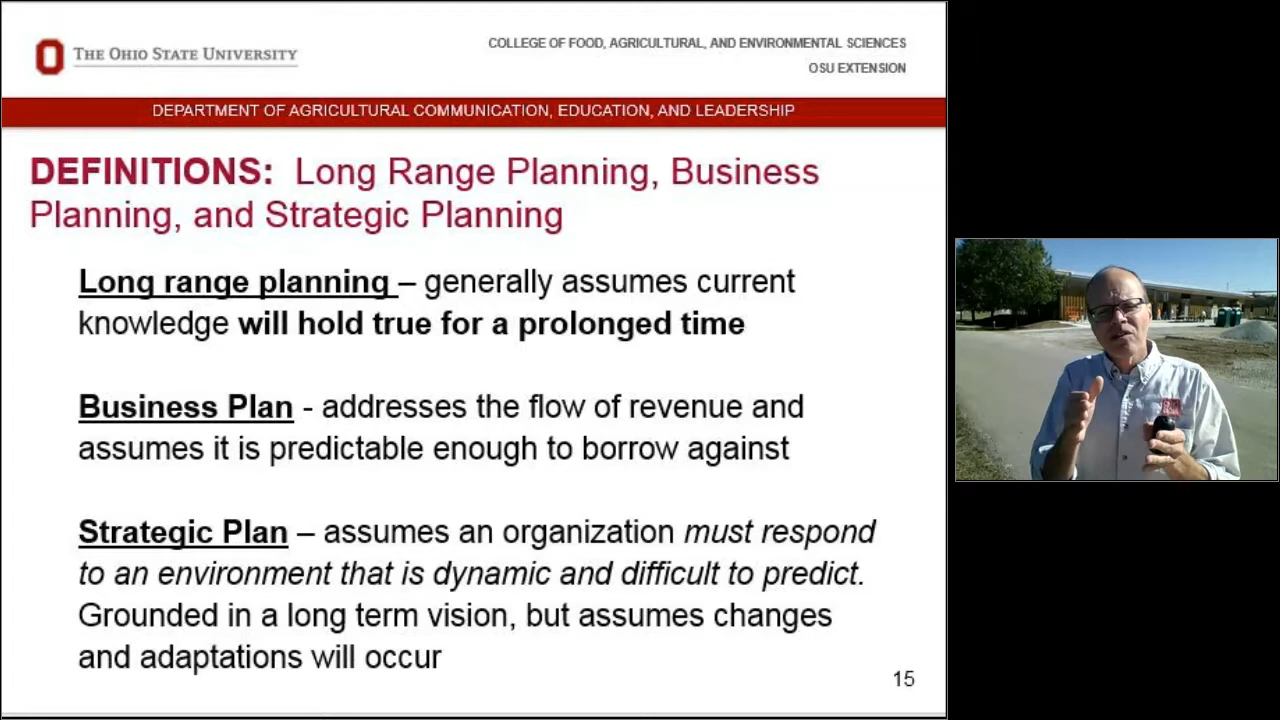 THE OHIO STATE UNIVERSITY
COLLEGE OF FOOD, AGRICULTURAL, AND ENVIRONMENTAL SCIENCES
OSU EXTENSION
DEPARTMENT OF AGRICULTURAL COMMUNICATION, EDUCATION, AND LEADERSHIP
DEFINITIONS: Long Range Planning, Business
Planning, and Strategic Planning
Long range planning – generally assumes current
knowledge will hold true for a prolonged time
Business Plan - addresses the flow of revenue and
assumes it is predictable enough to borrow against
Strategic Plan – assumes an organization must respond
to an environment that is dynamic and difficult to predict.
Grounded in a long term vision, but assumes changes
and adaptations will occur
15